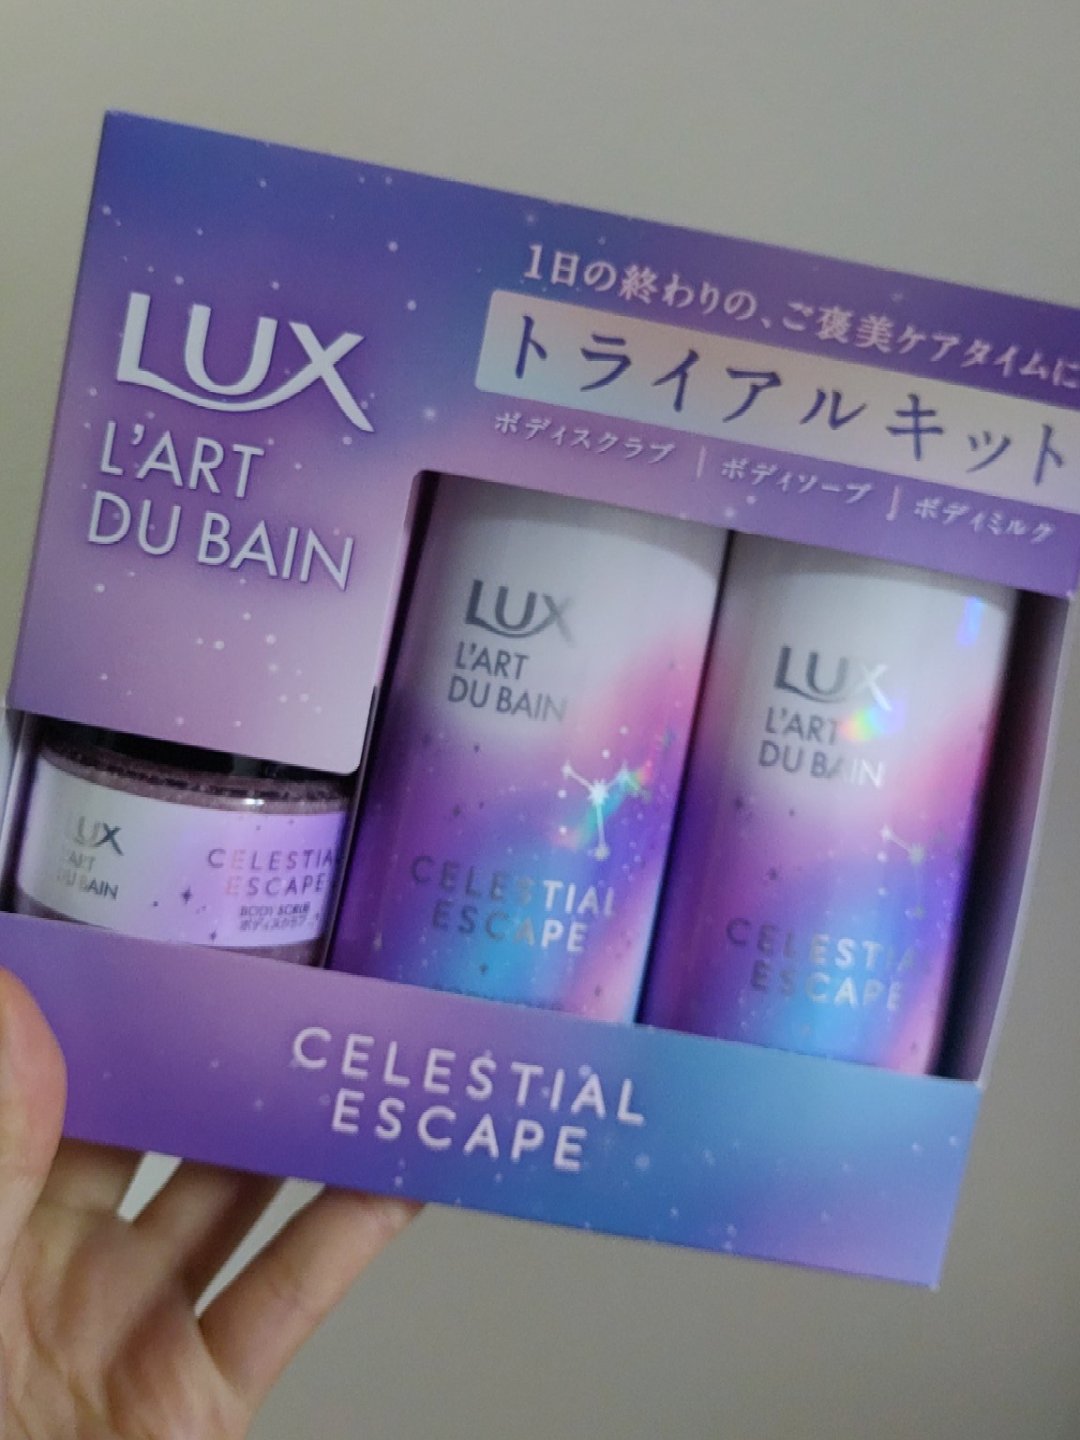 1日の終わりの、ご褒美ケアタイムに
トライアルキット
ボディスクラブ | ボディソープ | ボディミルク
LUX
L'ART
DU BAIN
LUX
L'ART
DU BAIN
CELESTIAL
ESCAPE
LUX
L'ART
DU BAIN
CELESTIA
ESCAPE
LUX
L'ART
DU BAIN
CELESTIA
ESCAPE
BODY SCRUB
ボディスクラブ
CELESTIAL
ESCAPE